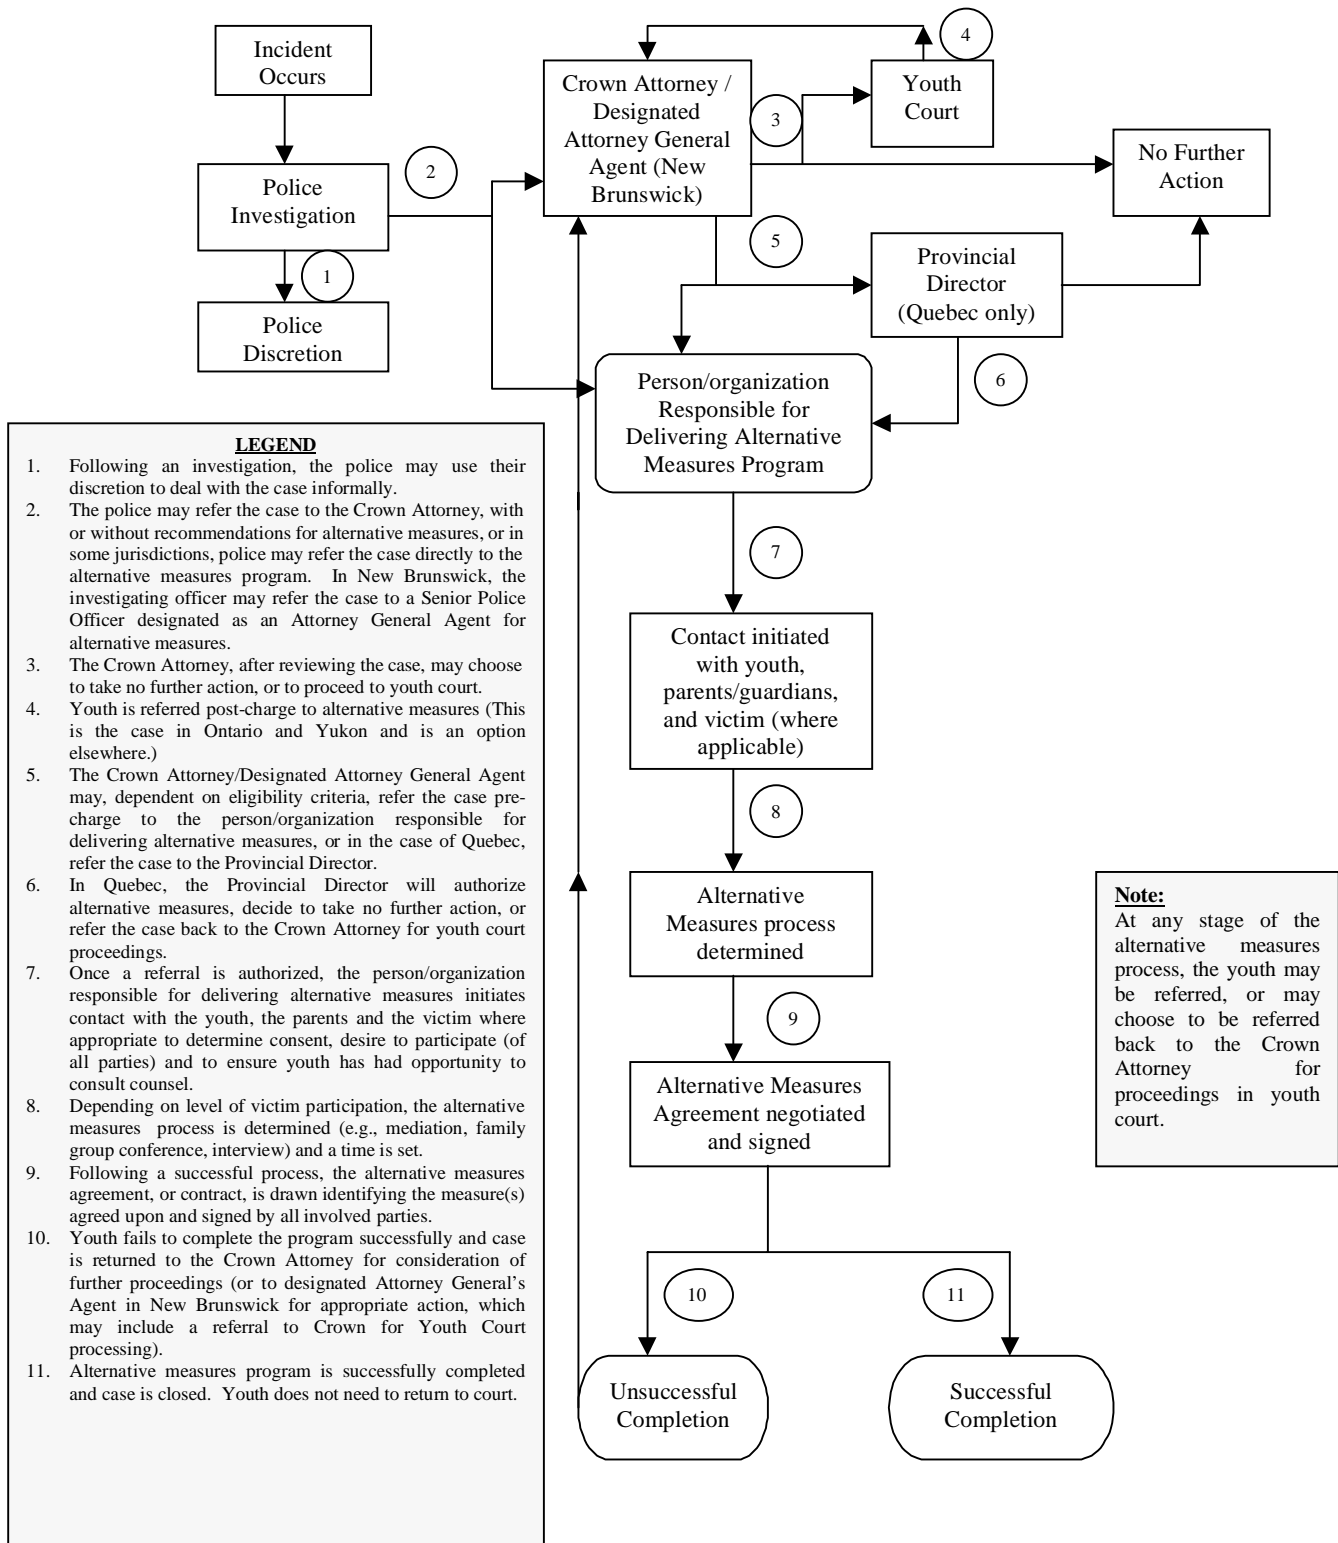 Incident
Occurs
Police
Investigation
1
Police
Discretion
2
Crown Attorney /
Designated
Attorney General
Agent (New
Brunswick)
3
4
Youth
Court
No Further
Action
5
Provincial
Director
(Quebec only)
6
Person/organization
Responsible for
Delivering Alternative
Measures Program
7
Contact initiated
with youth,
parents/guardians,
and victim (where
applicable)
8
Alternative
Measures process
determined
9
Alternative Measures
Agreement negotiated
and signed
10
11
Unsuccessful
Completion
Successful
Completion
LEGEND
1. Following an investigation, the police may use their
discretion to deal with the case informally.
2. The police may refer the case to the Crown Attorney, with
or without recommendations for alternative measures, or in
some jurisdictions, police may refer the case directly to the
alternative measures program. In New Brunswick, the
investigating officer may refer the case to a Senior Police
Officer designated as an Attorney General Agent for
alternative measures.
3. The Crown Attorney, after reviewing the case, may choose
to take no further action, or to proceed to youth court.
4. Youth is referred post-charge to alternative measures (This
is the case in Ontario and Yukon and is an option
elsewhere.)
5. The Crown Attorney/Designated Attorney General Agent
may, dependent on eligibility criteria, refer the case pre-
charge to the person/organization responsible for
delivering alternative measures, or in the case of Quebec,
refer the case to the Provincial Director.
6. In Quebec, the Provincial Director will authorize
alternative measures, decide to take no further action, or
refer the case back to the Crown Attorney for youth court
proceedings.
7. Once a referral is authorized, the person/organization
responsible for delivering alternative measures initiates
contact with the youth, the parents and the victim where
appropriate to determine consent, desire to participate (of
all parties) and to ensure youth has had opportunity to
consult counsel.
8. Depending on level of victim participation, the alternative
measures process is determined (e.g., mediation, family
group conference, interview) and a time is set.
9. Following a successful process, the alternative measures
agreement, or contract, is drawn identifying the measure(s)
agreed upon and signed by all involved parties.
10. Youth fails to complete the program successfully and case
is returned to the Crown Attorney for consideration of
further proceedings (or to designated Attorney General's
Agent in New Brunswick for appropriate action, which
may include a referral to Crown for Youth Court
processing).
11. Alternative measures program is successfully completed
and case is closed. Youth does not need to return to court.
Note:
At any stage of the
alternative measures
process, the youth may
be referred, or may
choose to be referred
back to the Crown
Attorney for
proceedings in youth
court.